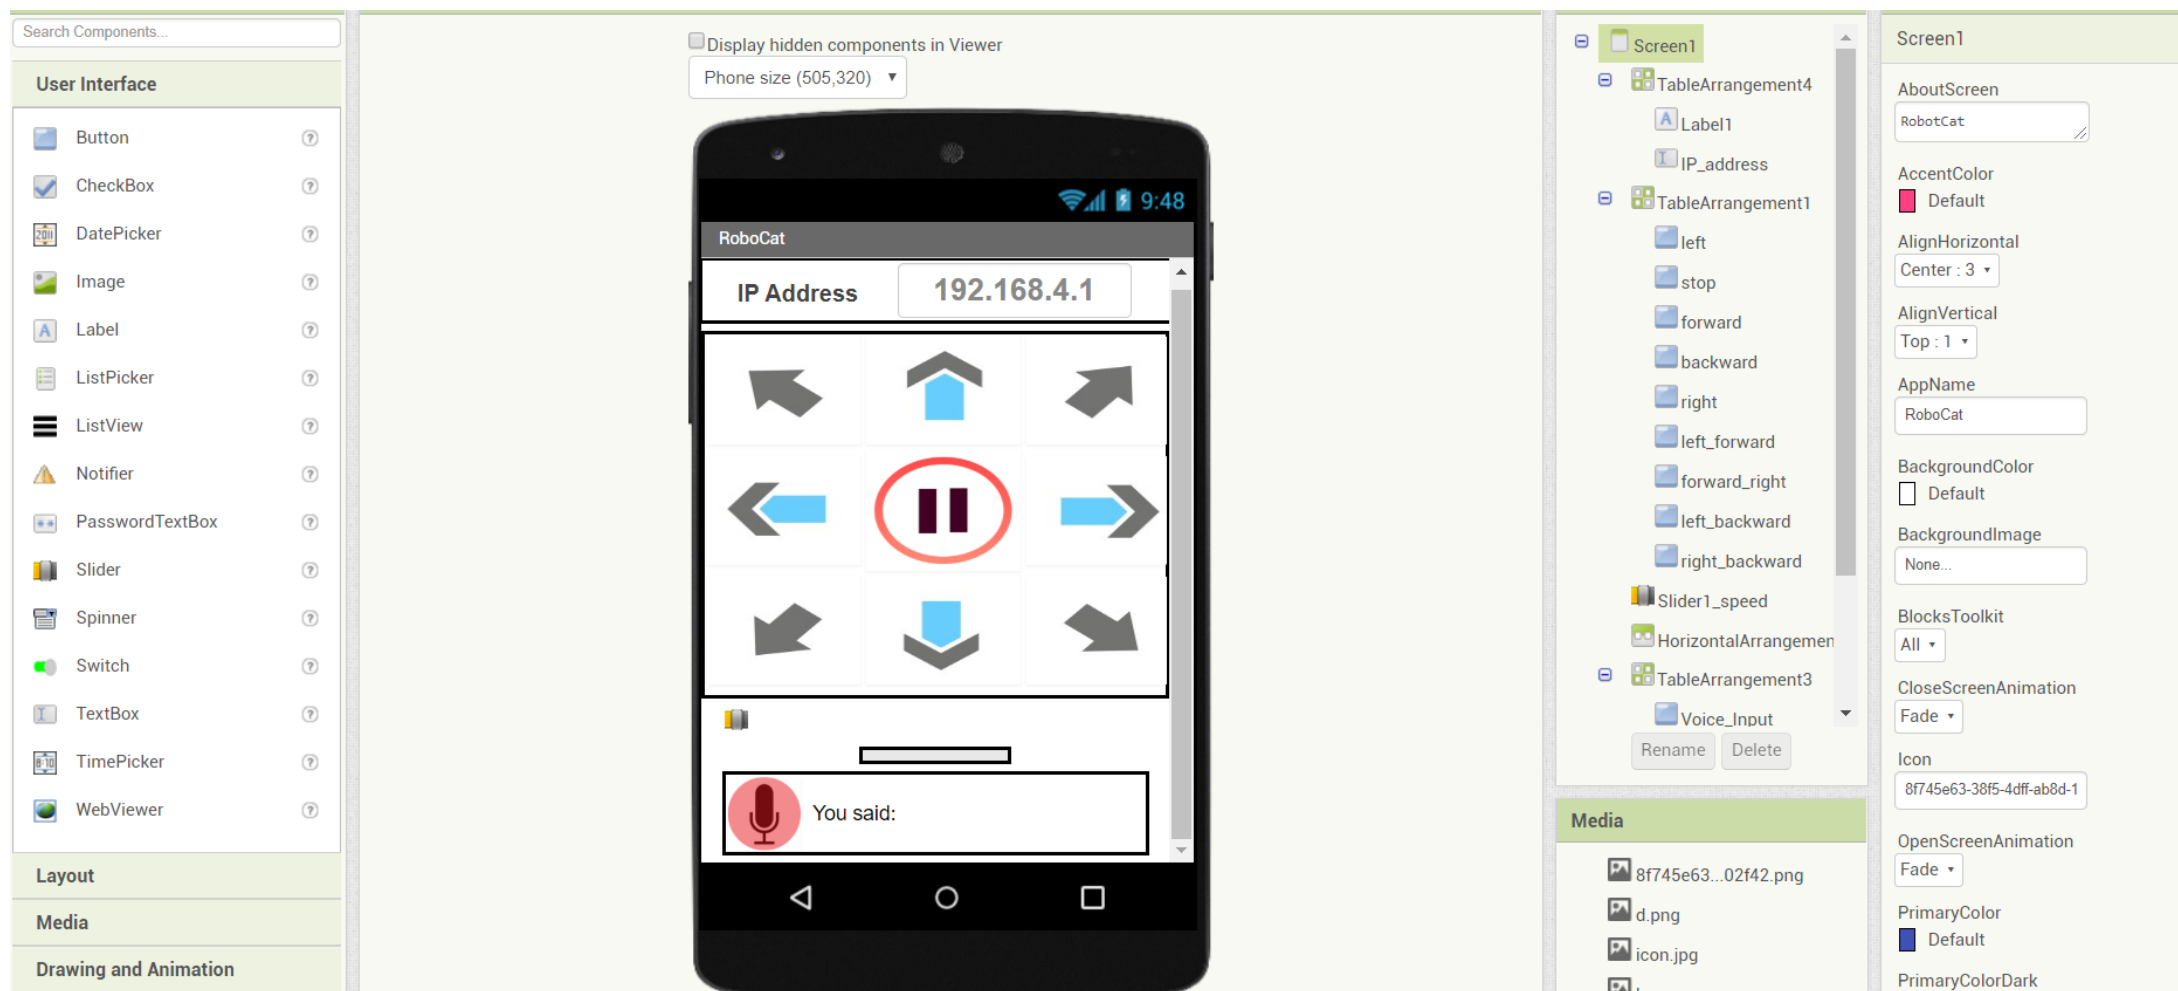 Search Components...
User Interface
Button
CheckBox
DatePicker
Image
Label
ListPicker
ListView
Notifier
PasswordTextBox
Slider
Spinner
Switch
TextBox
TimePicker
WebViewer
Layout
Media
Drawing and Animation
Display hidden components in Viewer
Phone size (505,320)
9:48
RoboCat
IP Address
192.168.4.1
You said:
Screen1
TableArrangement4
Label1
IP_address
TableArrangement1
left
stop
forward
backward
right
left_forward
forward_right
left_backward
right_backward
Slider1_speed
HorizontalArrangemen
TableArrangement3
Voice_Input
Rename
Delete
Media
8f745e63...02f42.png
d.png
icon.jpg
Screen1
AboutScreen
RobotCat
AccentColor
Default
AlignHorizontal
Center : 3
AlignVertical
Top : 1
AppName
RoboCat
BackgroundColor
Default
BackgroundImage
None...
BlocksToolkit
All
CloseScreenAnimation
Fade
Icon
8f745e63-38f5-4dff-ab8d-1
OpenScreenAnimation
Fade
PrimaryColor
Default
PrimaryColorDark